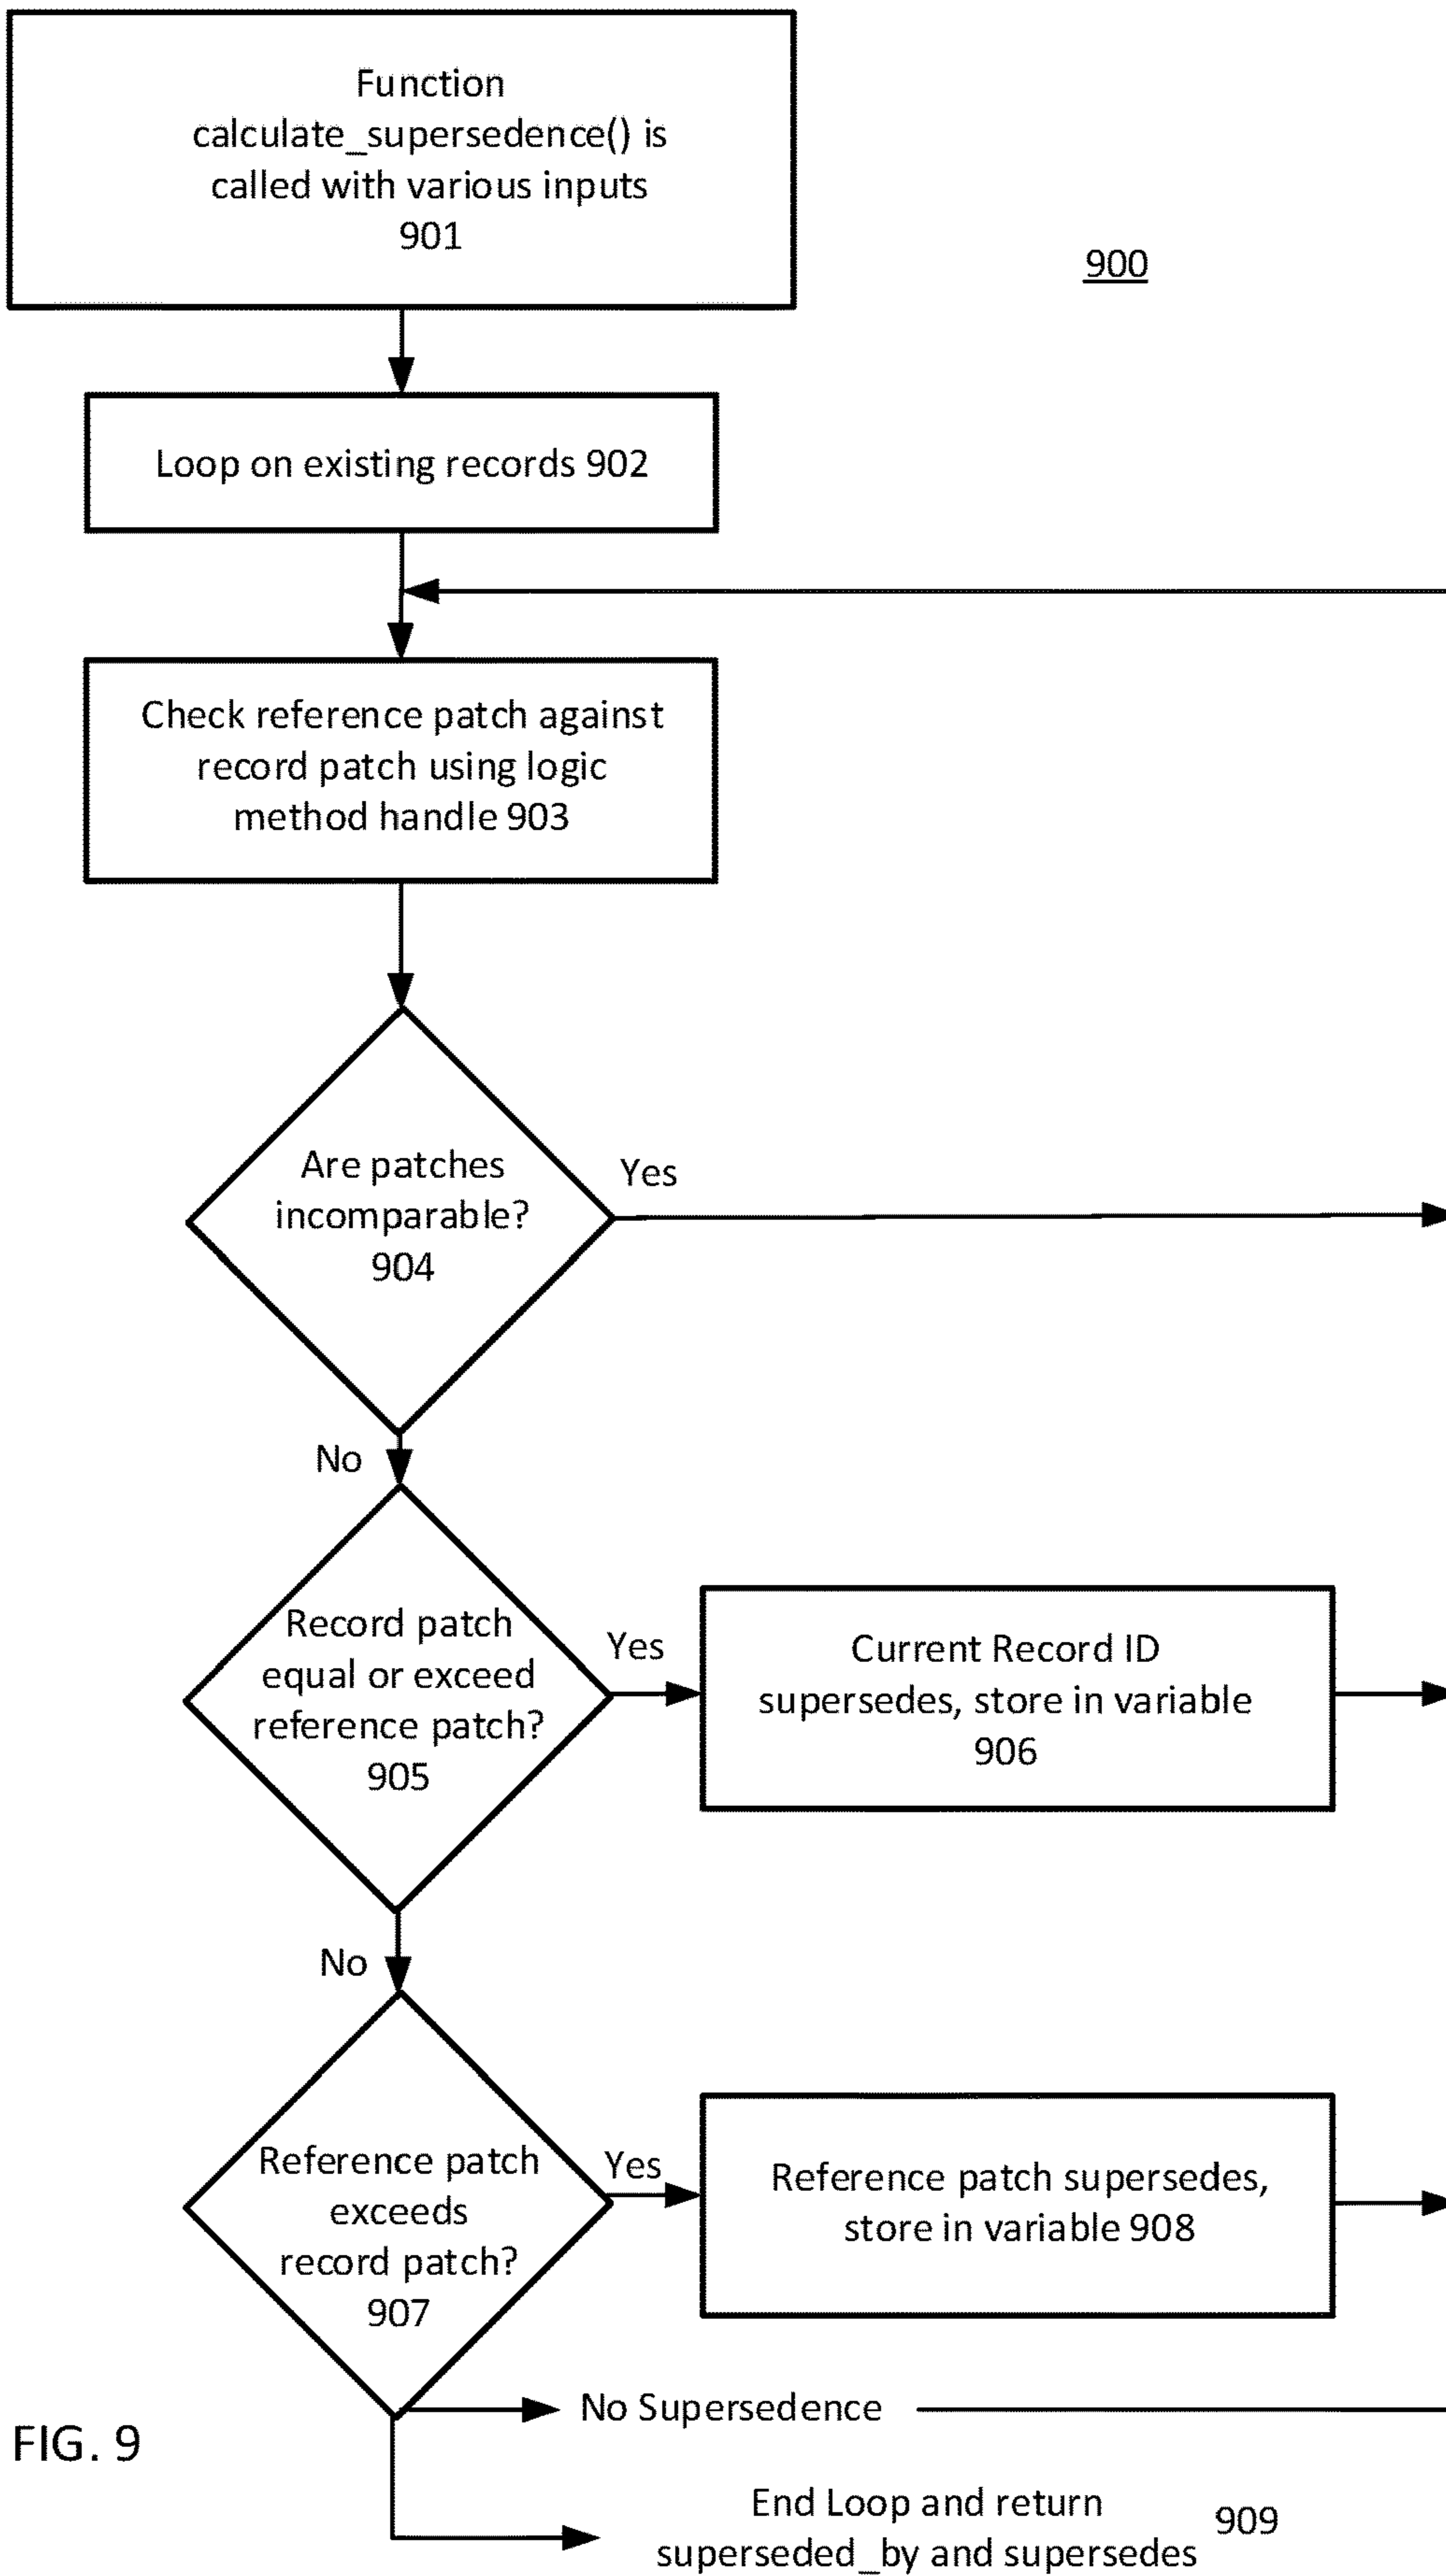 Function
calculate_supersedence() is
called with various inputs
901
900
Loop on existing records 902
Check reference patch against
record patch using logic
method handle 903
Are patches
incomparable?
904
Yes
No
Record patch
equal or exceed
reference patch?
905
Yes
Current Record ID
supersedes, store in variable
906
No
Reference patch
exceeds
record patch?
907
Yes
Reference patch supersedes,
store in variable 908
No Supersedence
FIG. 9
End Loop and return
superseded_by and supersedes
909